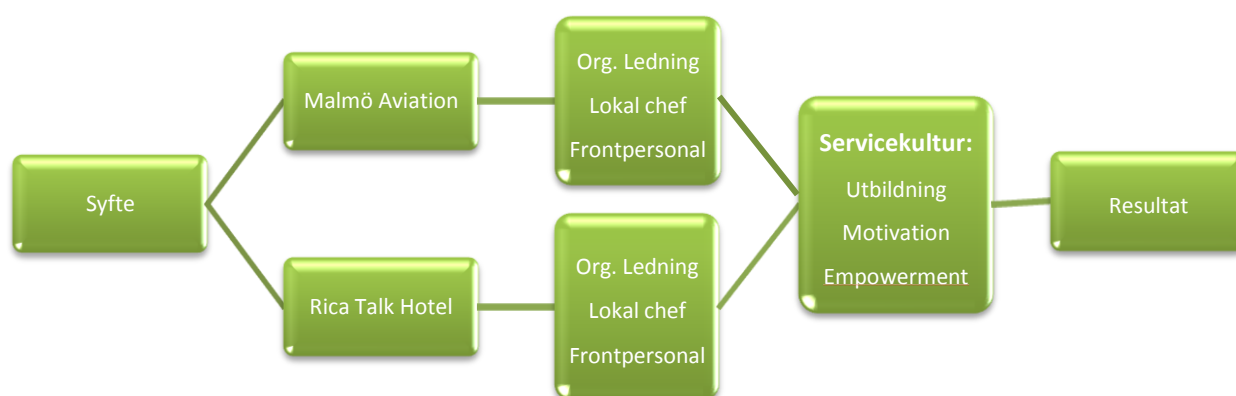 Syfte
Malmö Aviation
Rica Talk Hotel
Org. Ledning
Lokal chef
Frontpersonal
Org. Ledning
Lokal chef
Frontpersonal
Servicekultur:
Utbildning
Motivation
Empowerment
Resultat